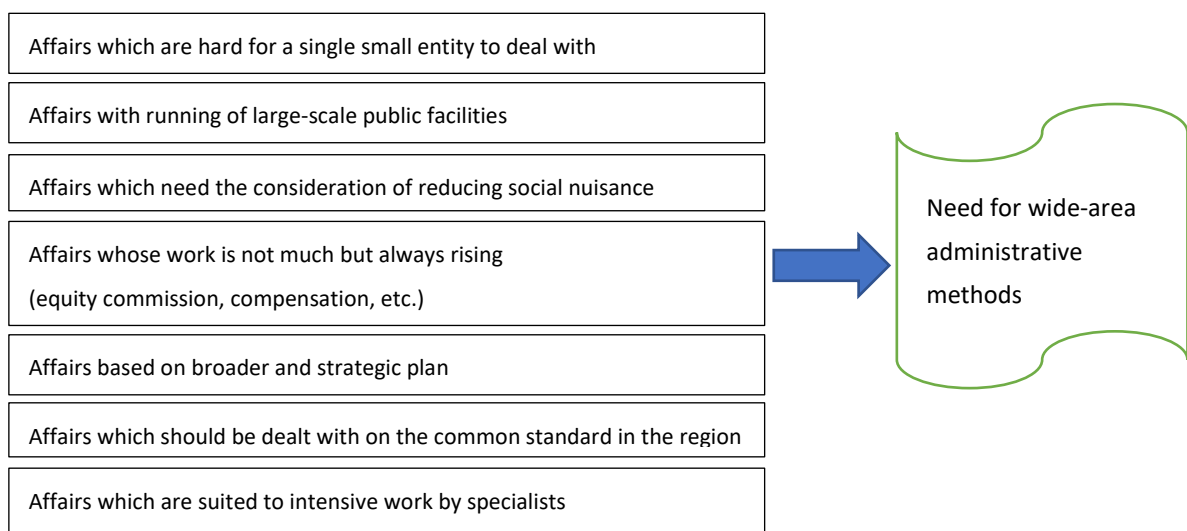 Affairs which are hard for a single small entity to deal with
Affairs with running of large-scale public facilities
Affairs which need the consideration of reducing social nuisance
Affairs whose work is not much but always rising
(equity commission, compensation, etc.)
Affairs based on broader and strategic plan
Affairs which should be dealt with on the common standard in the region
Affairs which are suited to intensive work by specialists
Need for wide-area
administrative
methods